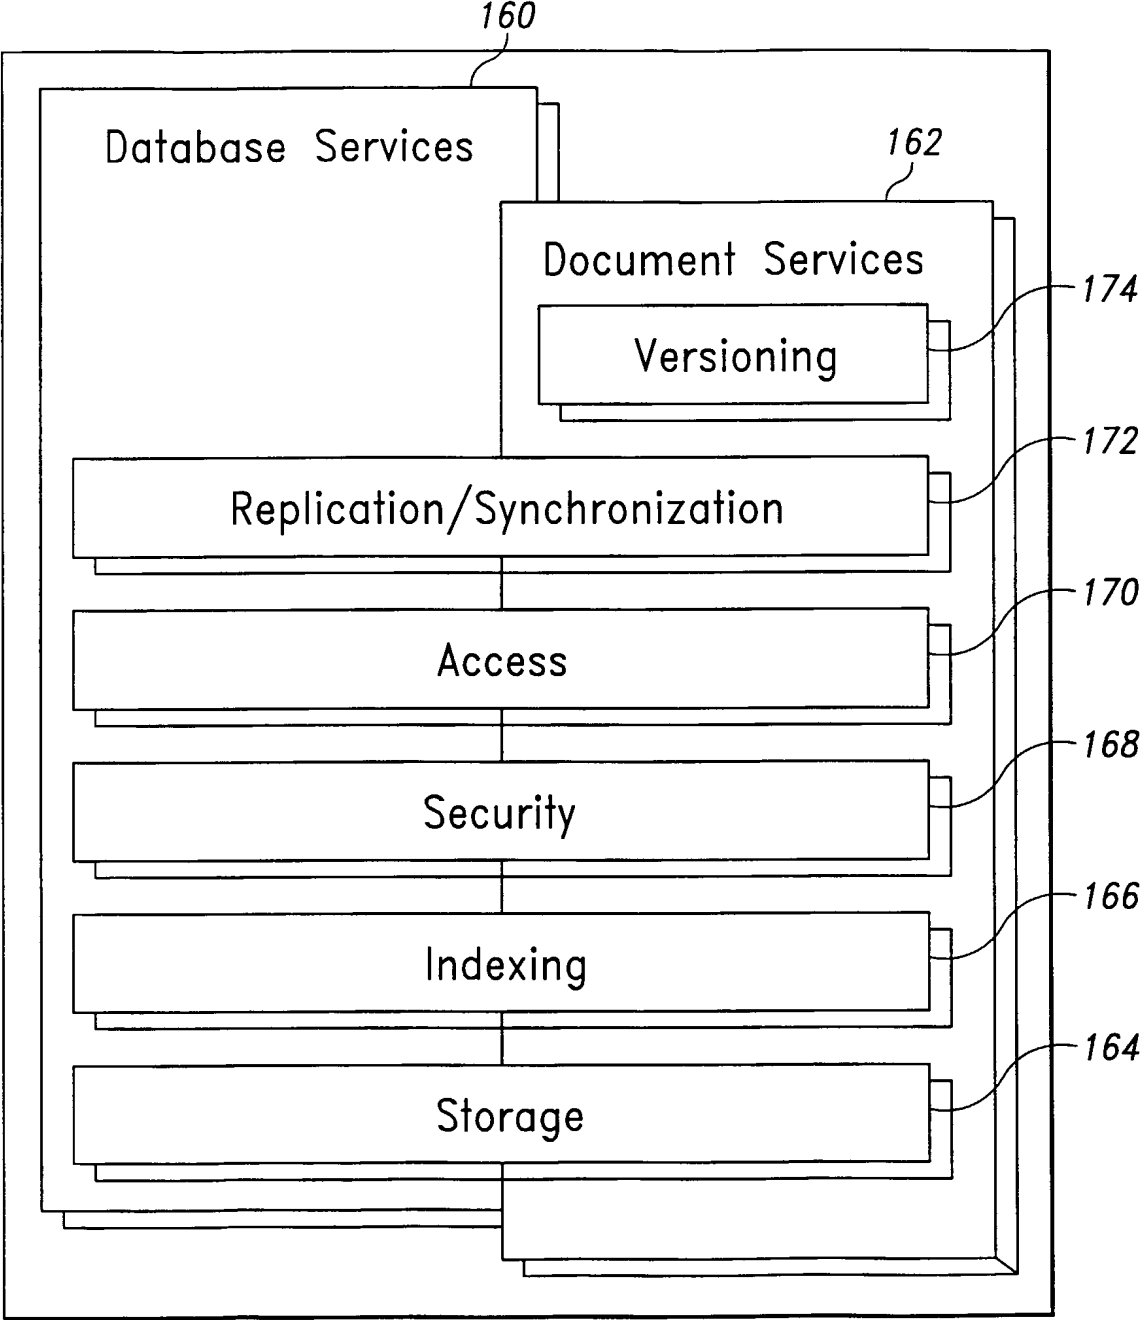 160
Database Services
162
Document Services
174
Versioning
172
Replication/Synchronization
170
Access
168
Security
166
Indexing
164
Storage